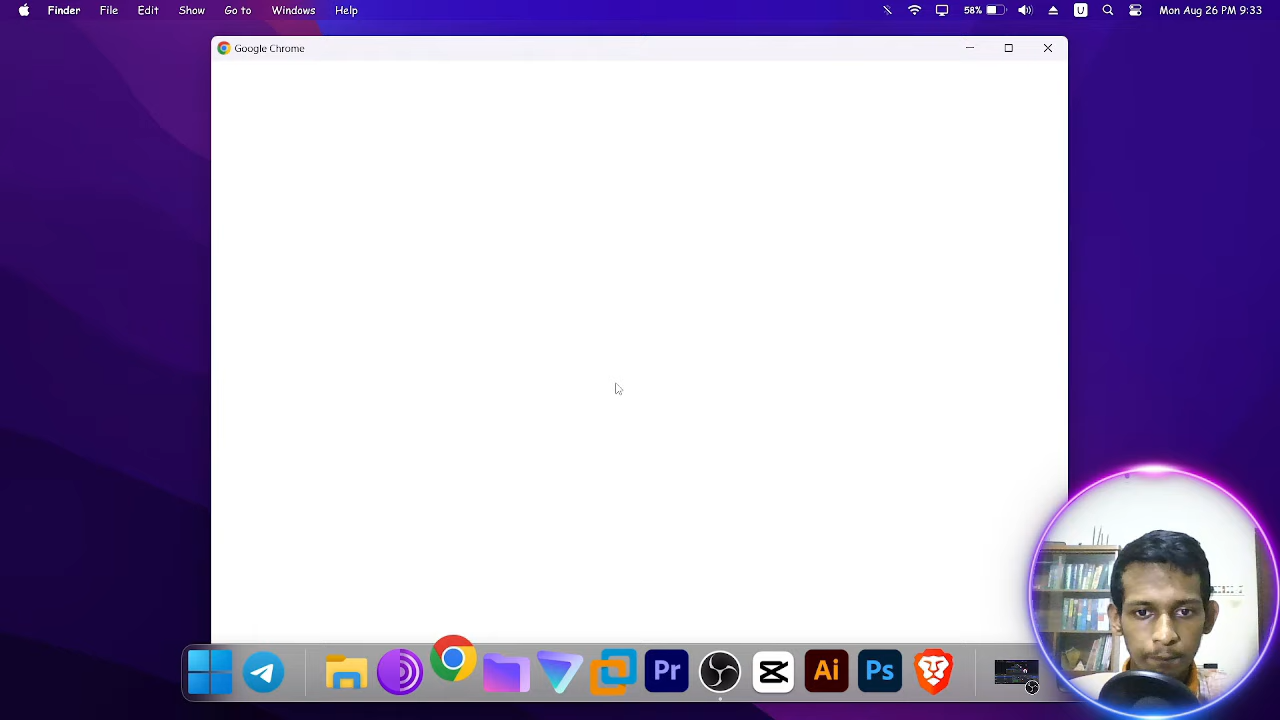 Finder File Edit Show Go to Windows Help 58% U Mon Aug 26 PM 9:33
Google Chrome
Pr Ai Ps